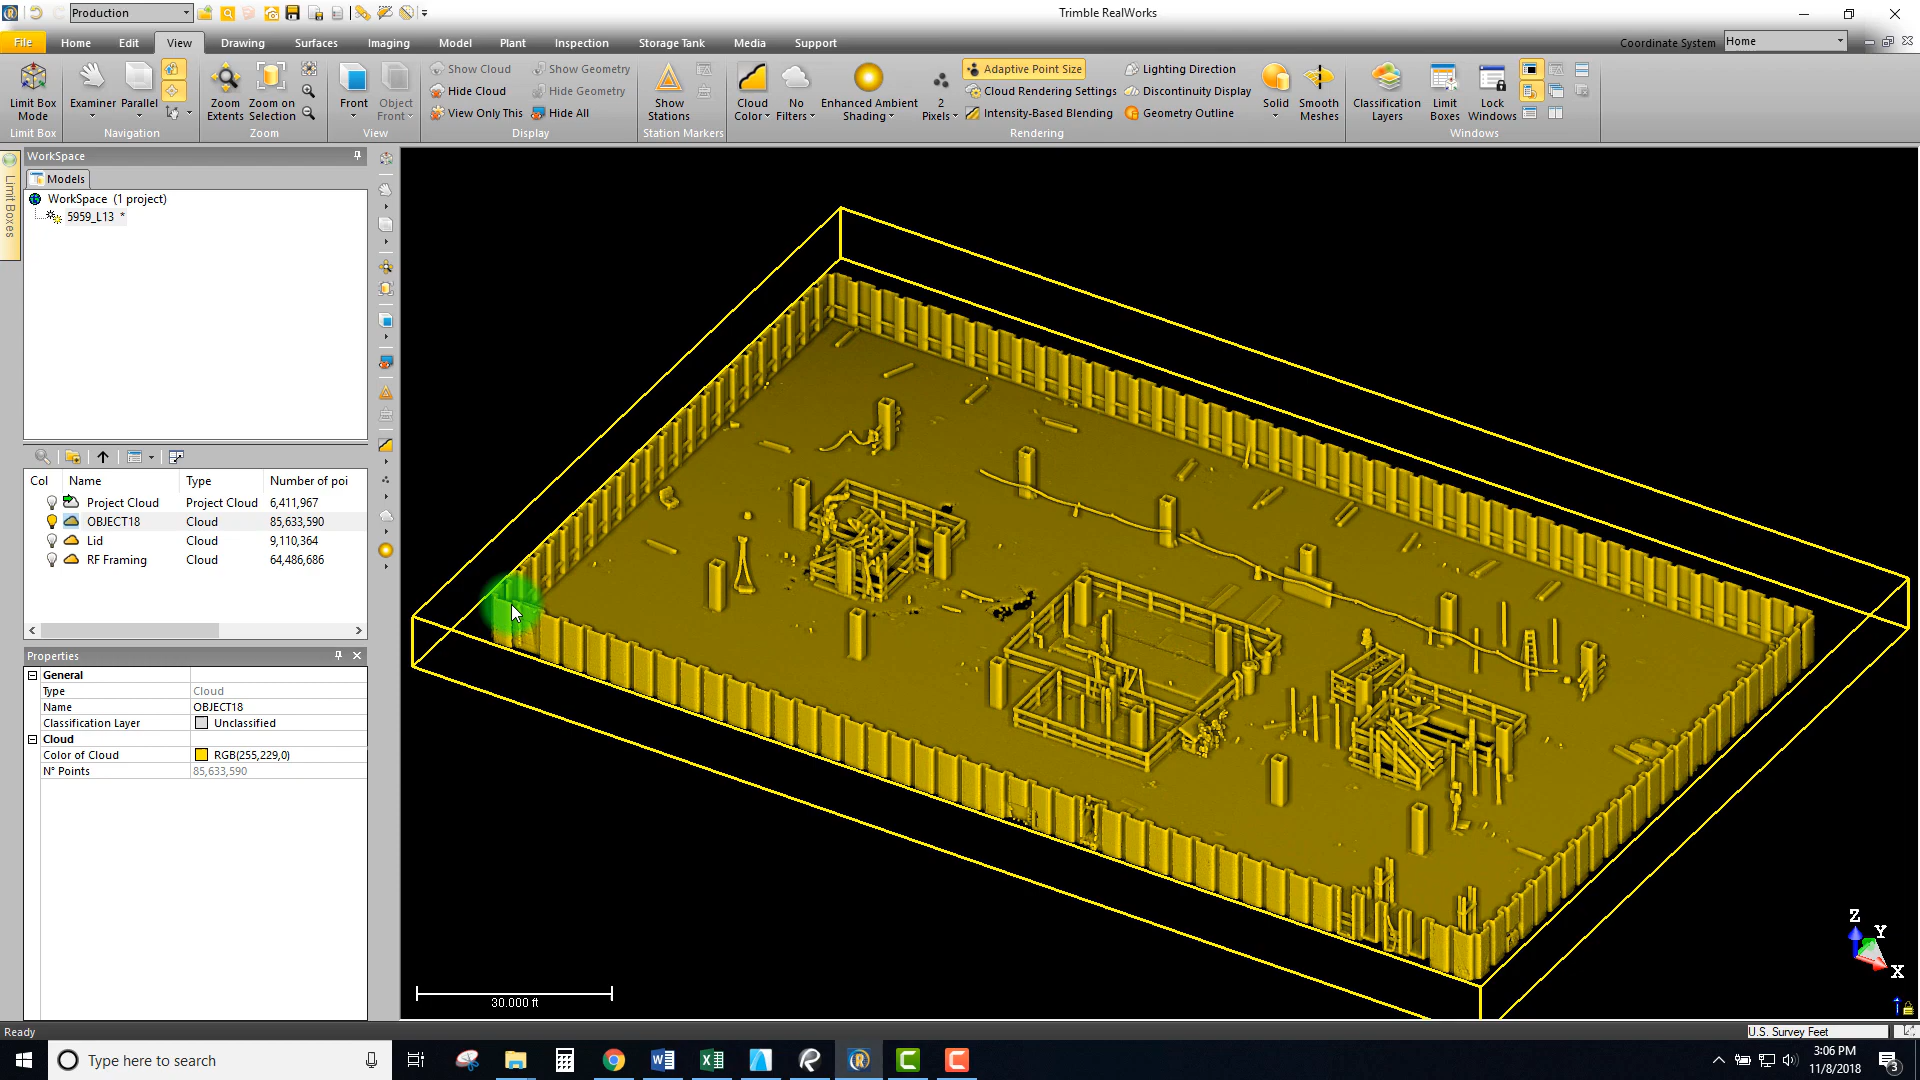 Production
Trimble RealWorks
File Home Edit View Drawing Surfaces Imaging Model Plant Inspection Storage Tank Media Support
Coordinate System Home
Limit Box Mode
Limit Box
Examiner
Parallel
Navigation
Zoom Extents
Zoom on Selection
Zoom
Front
Object Front
View
Show Cloud
Hide Cloud
View Only This
Show Geometry
Hide Geometry
Hide All
Display
Show Stations
Station Markers
Cloud Color
No Filters
Enhanced Ambient Shading
2 Pixels
Adaptive Point Size
Cloud Rendering Settings
Intensity-Based Blending
Lighting Direction
Discontinuity Display
Geometry Outline
Rendering
Solid
Smooth Meshes
Classification Layers
Limit Boxes
Lock Windows
Windows
Limit Boxes
WorkSpace
Models
WorkSpace (1 project)
5959_L13 *
Col Name Type Number of poi
Project Cloud Project Cloud 6,411,967
OBJECT18 Cloud 85,633,590
Lid Cloud 9,110,364
RF Framing Cloud 64,486,686
Properties
General
Type Cloud
Name OBJECT18
Classification Layer Unclassified
Cloud
Color of Cloud RGB(255,229,0)
N° Points 85,633,590
30.000 ft
Z
Y
X
Ready
U.S. Survey Feet
Type here to search
3:06 PM
11/8/2018
3